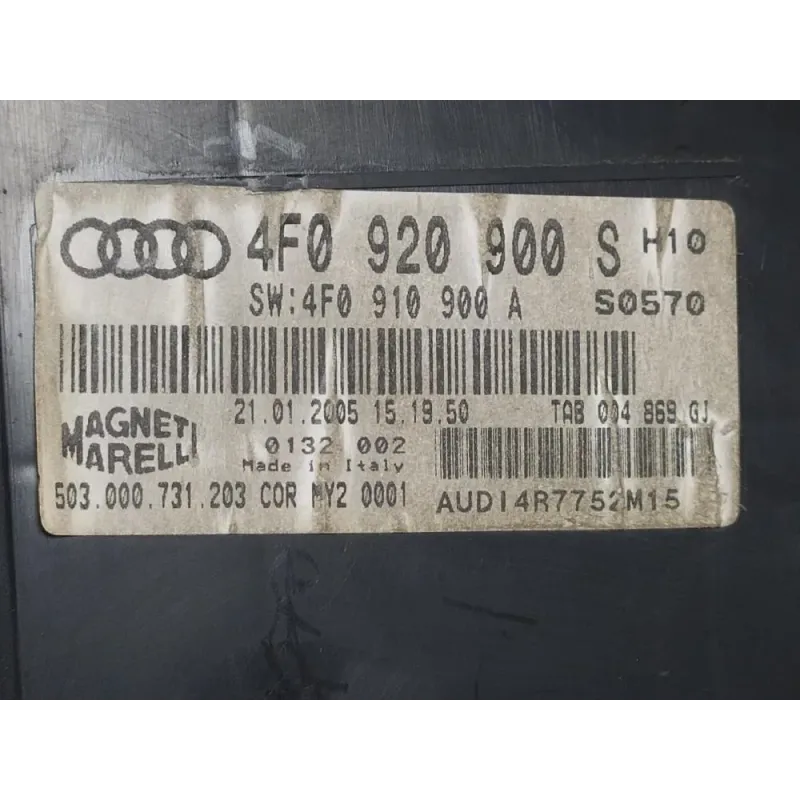 4F0 920 900 S H10
SW:4F0 910 900 A S0570
21.01.2005 15.19.50 TAB 004 869 GJ
MAGNETI
MARELLI
0132 002
Made in Italy
503.000.731.203 COR MY2 0001
AUDI4R7752M15